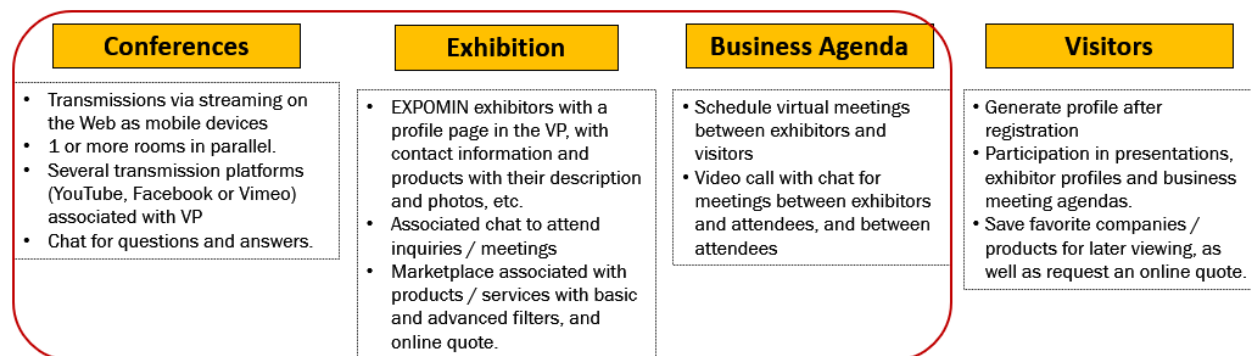 Conferences
• Transmissions via streaming on
the Web as mobile devices
• 1 or more rooms in parallel.
• Several transmission platforms
(YouTube, Facebook or Vimeo)
associated with VP
• Chat for questions and answers.
Exhibition
• EXPOMIN exhibitors with a
profile page in the VP, with
contact information and
products with their description
and photos, etc.
• Associated chat to attend
inquiries / meetings
• Marketplace associated with
products / services with basic
and advanced filters, and
online quote.
Business Agenda
• Schedule virtual meetings
between exhibitors and
visitors
• Video call with chat for
meetings between exhibitors
and attendees, and between
attendees
Visitors
• Generate profile after
registration
• Participation in presentations,
exhibitor profiles and business
meeting agendas.
• Save favorite companies /
products for later viewing, as
well as request an online quote.